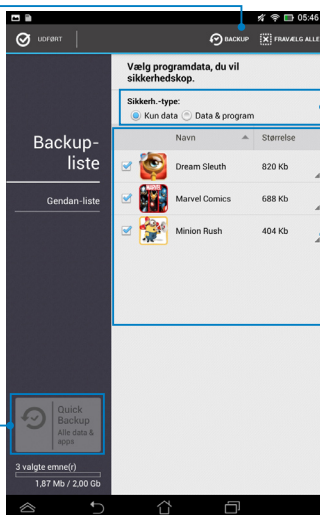 05:46
UDFØRT
BACKUP
FRAVÆLG ALLE
Vælg programdata, du vil
sikkerhedskop.
Sikkerh.-type:
Kun data
Data & program
Backup-
liste
Gendan-liste
Navn
Størrelse
Dream Sleuth
820 Kb
Marvel Comics
688 Kb
Minion Rush
404 Kb
Quick
Backup
Alle data &
apps
3 valgte emne(r)
1,87 Mb / 2,00 Gb